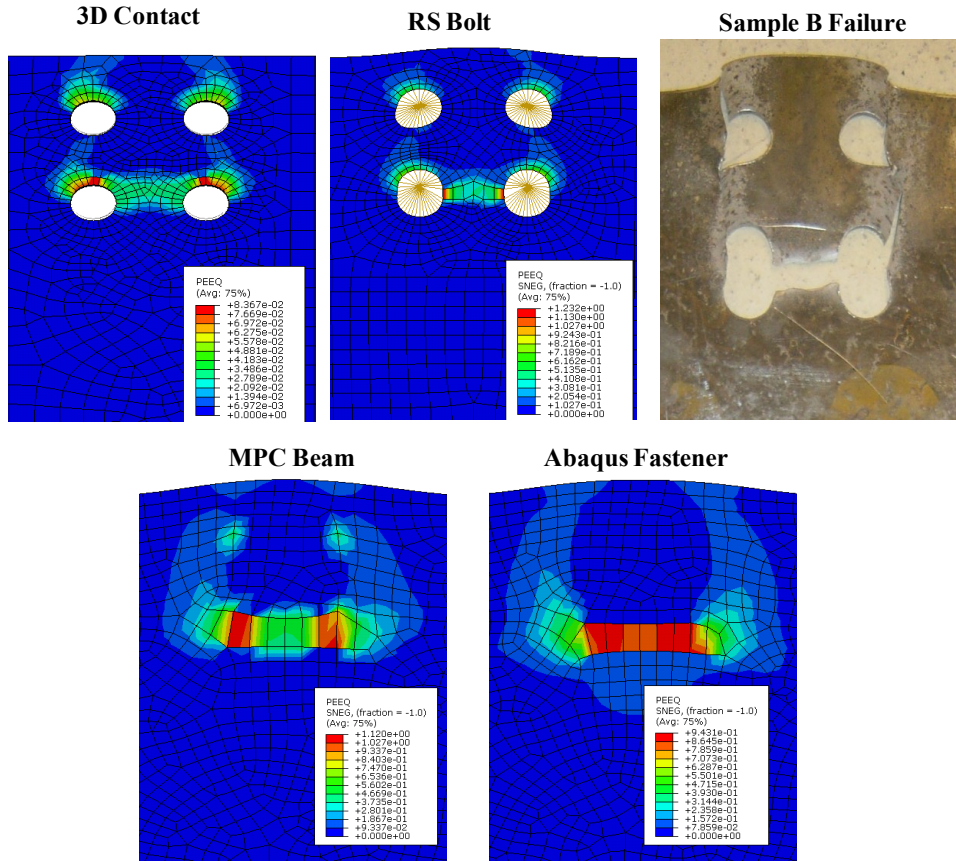 3D Contact
RS Bolt
Sample B Failure
PEEQ
(Avg: 75%)
+8.367e-02
+7.669e-02
+6.972e-02
+6.275e-02
+5.578e-02
+4.881e-02
+4.183e-02
+3.486e-02
+2.789e-02
+2.092e-02
+1.394e-02
+6.972e-03
+0.000e+00
PEEQ
SNEG, (fraction = -1.0)
(Avg: 75%)
+1.232e+00
+1.130e+00
+1.027e+00
+9.243e-01
+8.216e-01
+7.189e-01
+6.162e-01
+5.135e-01
+4.108e-01
+3.081e-01
+2.054e-01
+1.027e-01
+0.000e+00
MPC Beam
Abaqus Fastener
PEEQ
SNEG, (fraction = -1.0)
(Avg: 75%)
+1.120e+00
+1.027e+00
+9.337e-01
+8.403e-01
+7.470e-01
+6.536e-01
+5.602e-01
+4.669e-01
+3.735e-01
+2.801e-01
+1.867e-01
+9.337e-02
+0.000e+00
PEEQ
SNEG, (fraction = -1.0)
(Avg: 75%)
+9.431e-01
+8.645e-01
+7.859e-01
+7.073e-01
+6.287e-01
+5.501e-01
+4.715e-01
+3.930e-01
+3.144e-01
+2.358e-01
+1.572e-01
+7.859e-02
+0.000e+00